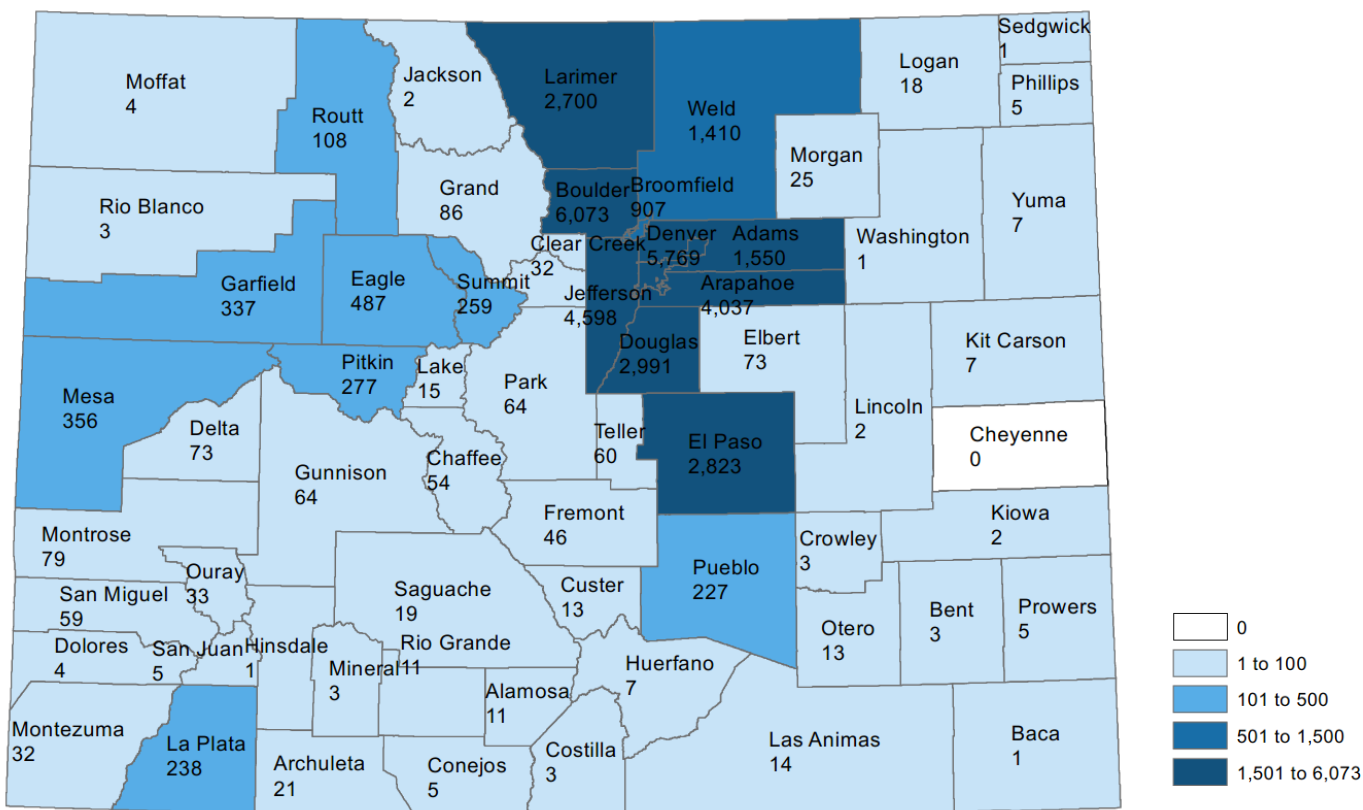 Sedgwick
1
Moffat
4
Jackson
2
Larimer
2,700
Logan
18
Phillips
5
Routt
108
Weld
1,410
Morgan
25
Grand
86
Boulder
6,073
Broomfield
907
Yuma
7
Rio Blanco
3
Washington
1
Clear Creek
32
Denver
5,769
Adams
1,550
Garfield
337
Eagle
487
Summit
259
Jefferson
4,598
Arapahoe
4,037
Douglas
2,991
Elbert
73
Kit Carson
7
Mesa
356
Pitkin
277
Lake
15
Park
64
Lincoln
2
Cheyenne
0
Delta
73
Gunnison
64
Chaffee
54
Teller
60
El Paso
2,823
Montrose
79
Fremont
46
Kiowa
2
Crowley
3
Ouray
33
San Miguel
59
Saguache
19
Custer
13
Pueblo
227
Bent
3
Prowers
5
Otero
13
Dolores
4
San Juan
5
Hinsdale
1
Mineral
3
Rio Grande
11
Huerfano
7
Alamosa
11
Montezuma
32
La Plata
238
Archuleta
21
Conejos
5
Costilla
3
Las Animas
14
Baca
1
0
1 to 100
101 to 500
501 to 1,500
1,501 to 6,073